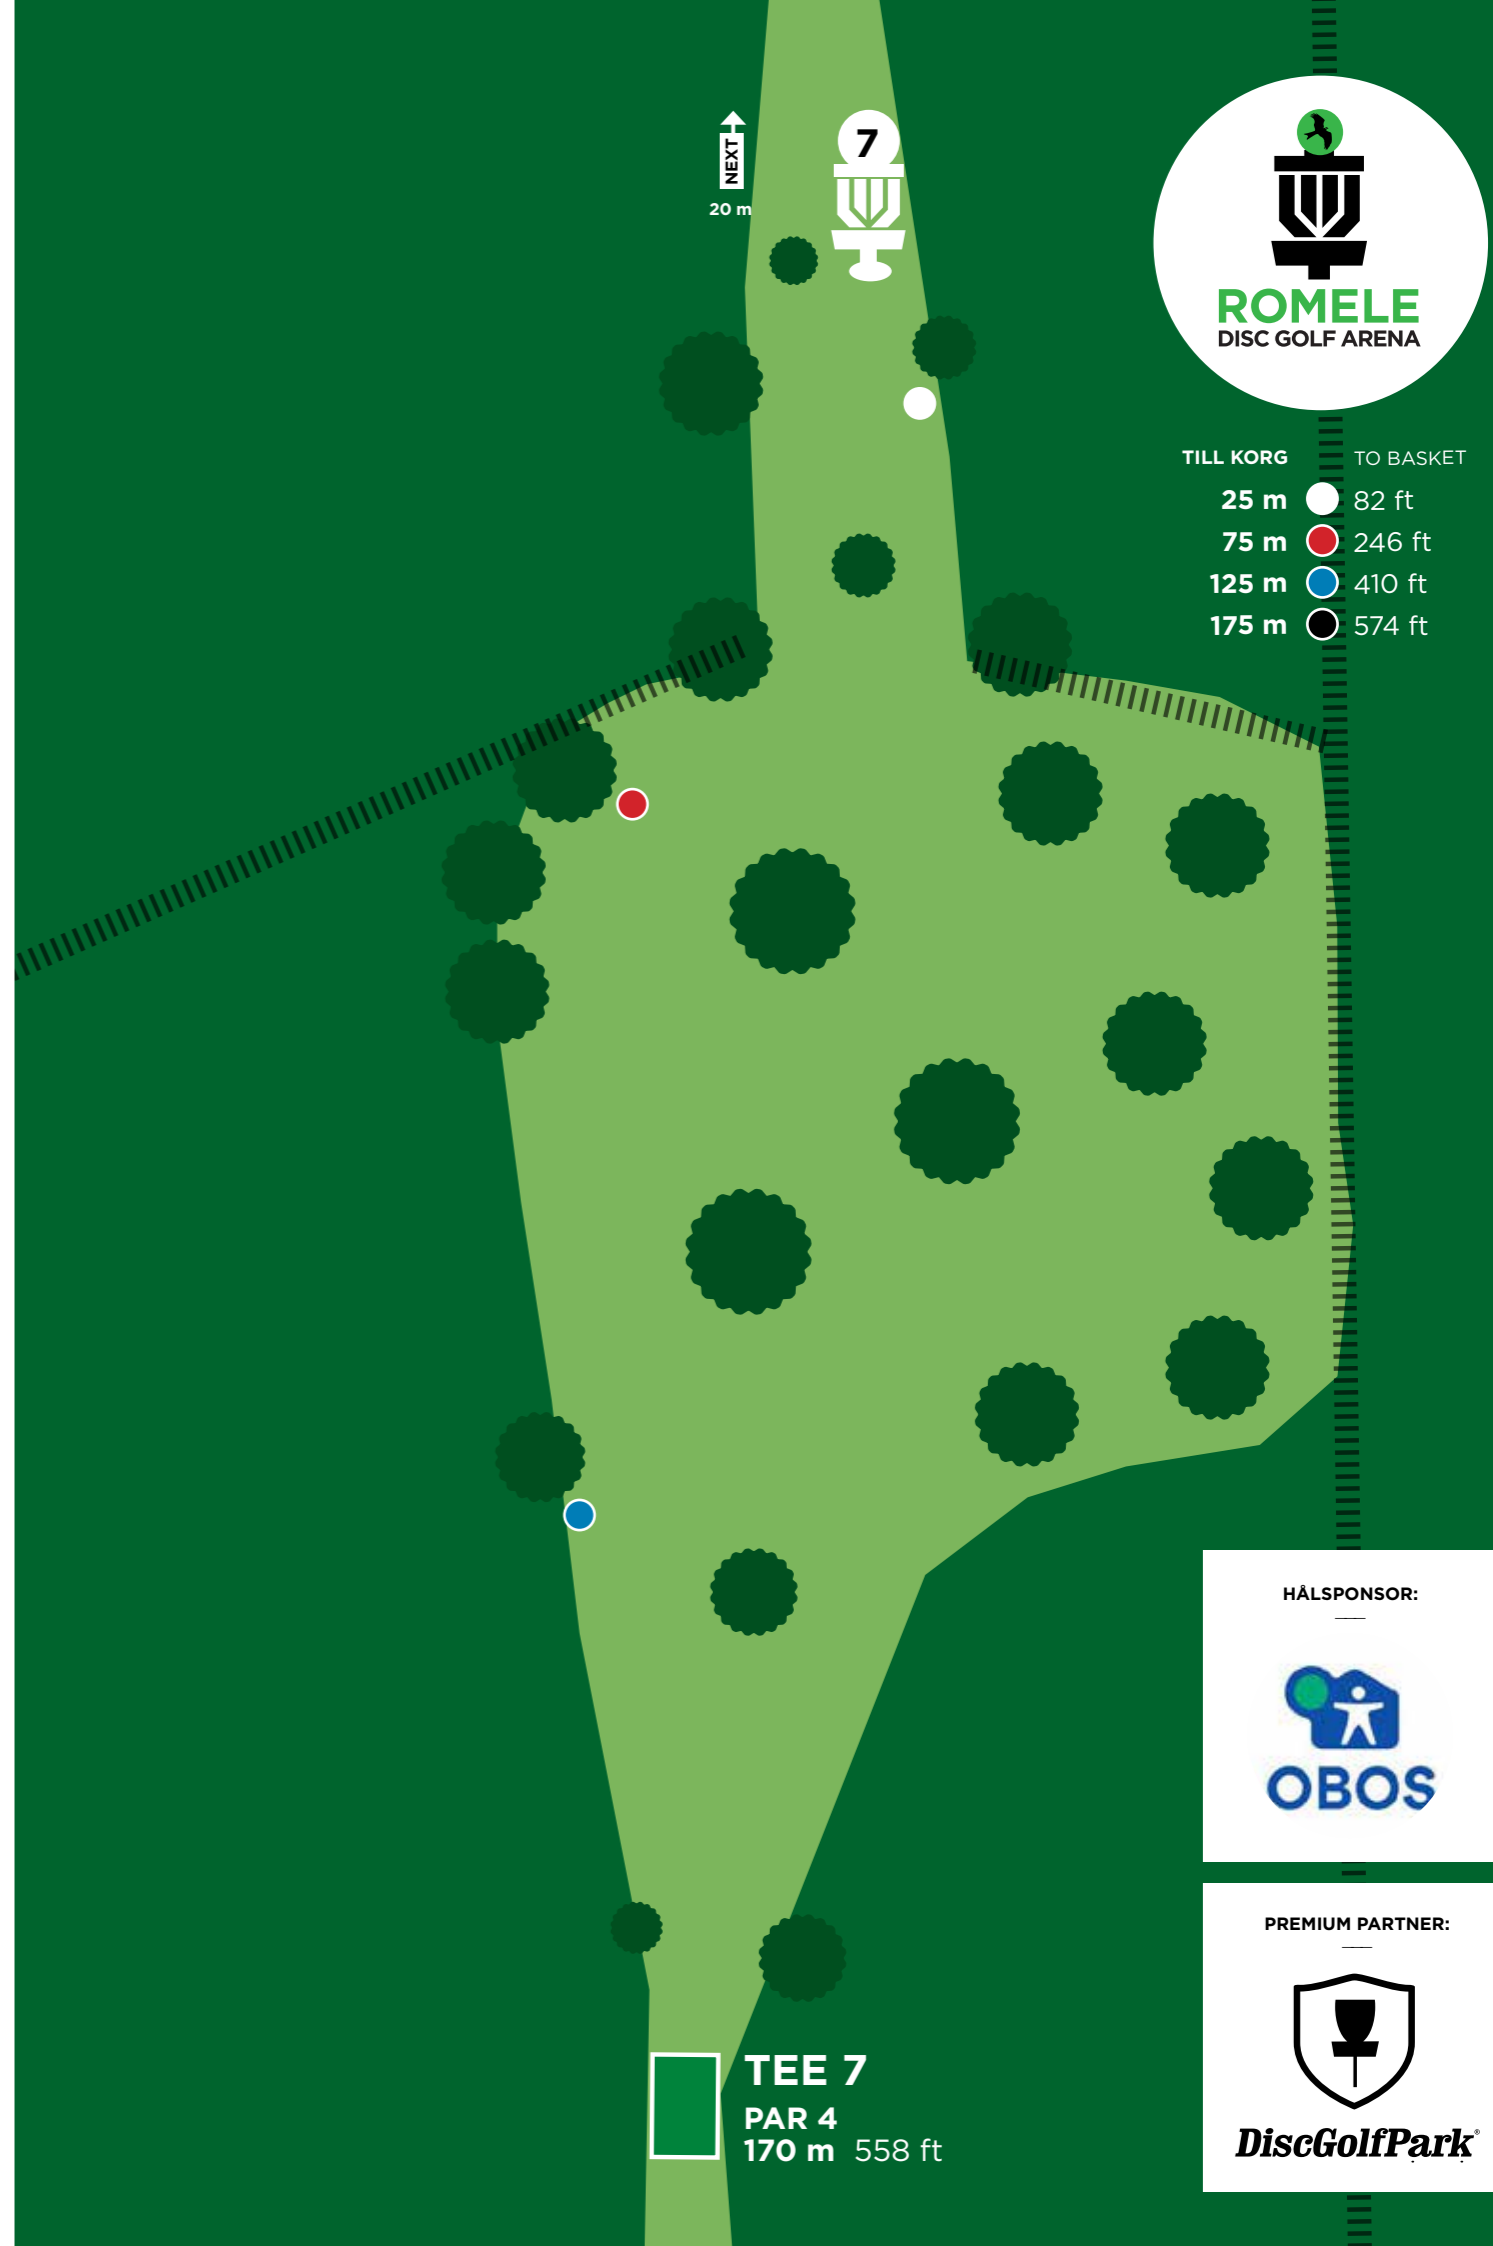 7
NEXT
20 m
ROMELE
DISC GOLF ARENA
TILL KORG TO BASKET
25 m 82 ft
75 m 246 ft
125 m 410 ft
175 m 574 ft
HÅLSPONSOR:
OBOS
PREMIUM PARTNER:
DiscGolfPark®
TEE 7
PAR 4
170 m 558 ft